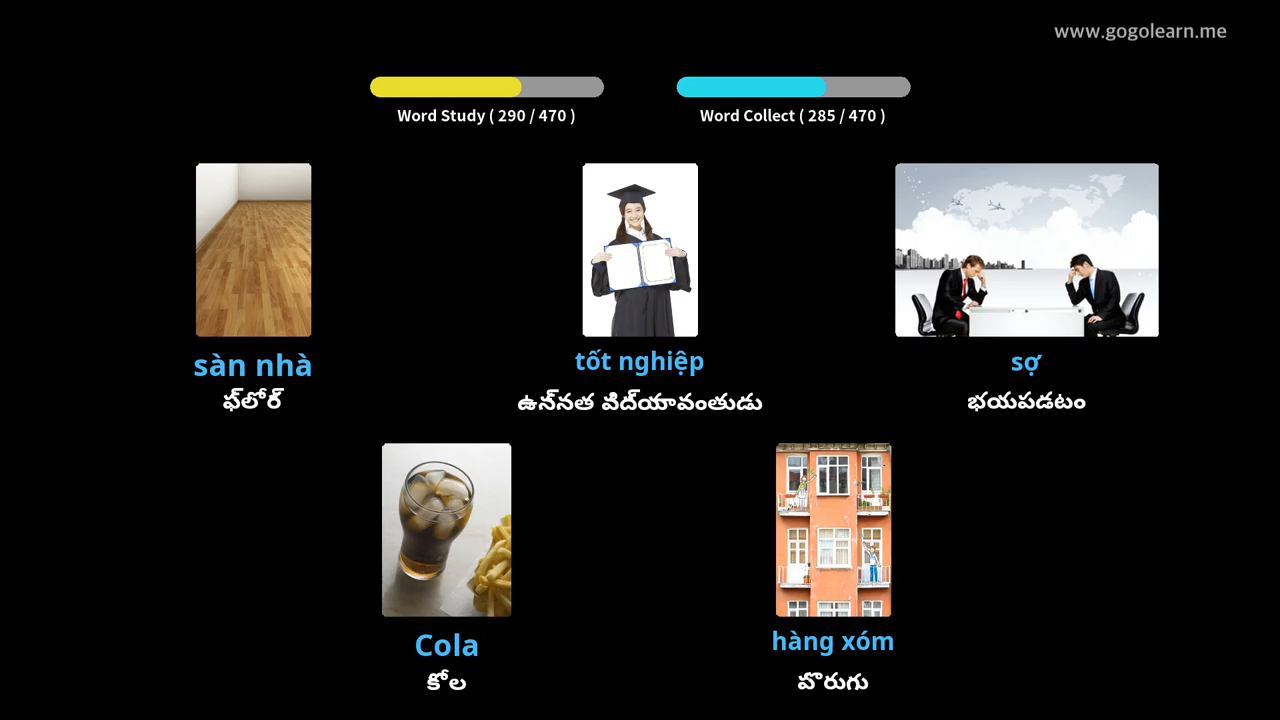 www.gogolearn.me
Word Study ( 290 / 470 )
Word Collect ( 285 / 470 )
sàn nhà
ఫ్లోర్
tốt nghiệp
ఉన్నత విద్యావంతుడు
sợ
భయపడటం
Cola
కోల
hàng xóm
పొరుగు